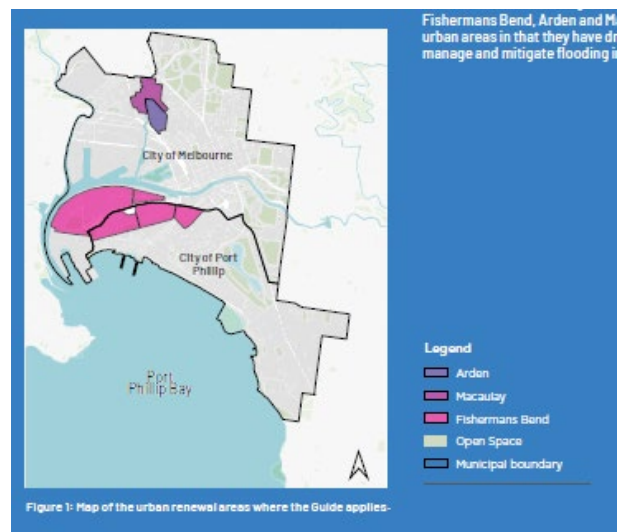 Fishermans Bend, Arden and
urban areas in that they have
manage and mitigate flooding
City of Melbourne
City of Port
Phillip
Port
Phillip Bay
Legend
Arden
Macaulay
Fishermans Bend
Open Space
Municipal boundary
Figure 1: Map of the urban renewal areas where the Guide applies.